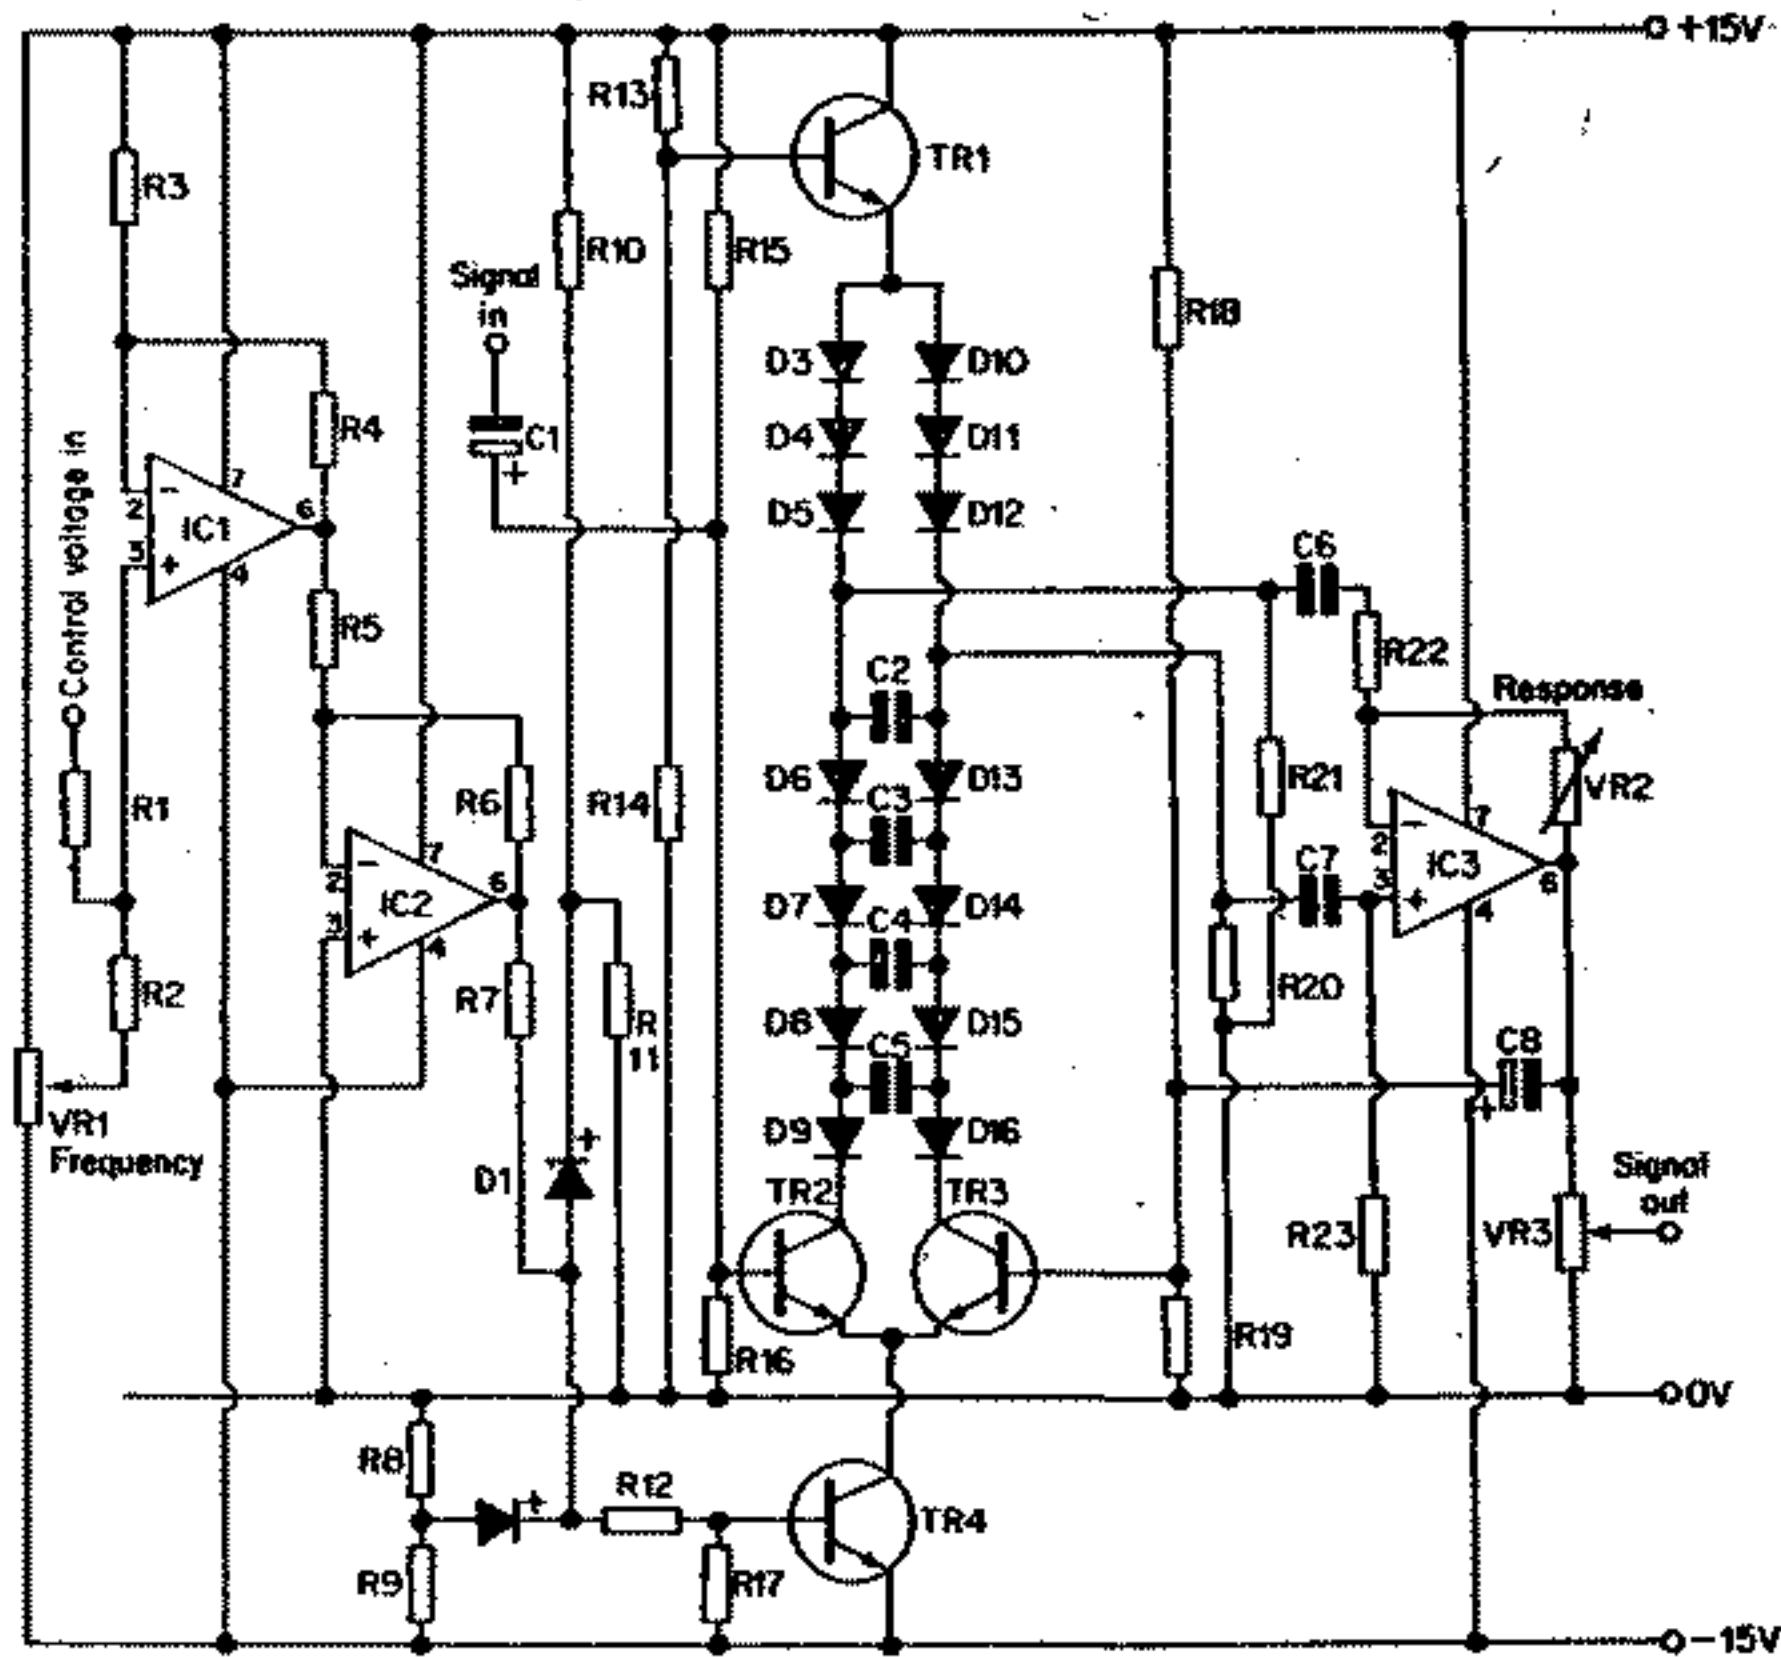 +15V
R13
TR1
R3
R10
R15
Signal
in
R18
D3
D10
R4
C1
+
D4
D11
Control voltage in
2
-
7
6
IC1
3
+
4
D5
D12
C6
R5
R22
C2
Response
R1
R6
R14
D6
D13
C3
R21
VR2
2
-
7
6
IC2
3
+
4
D7
D14
C4
C7
2
-
7
IC3
3
+
4
6
R2
R7
R
11
D8
D15
C5
R20
C8
+
VR1
Frequency
D1
+
D9
D16
TR2
TR3
Signal
out
R23
VR3
R16
R19
0V
R8
+
R12
TR4
R9
R17
-15V